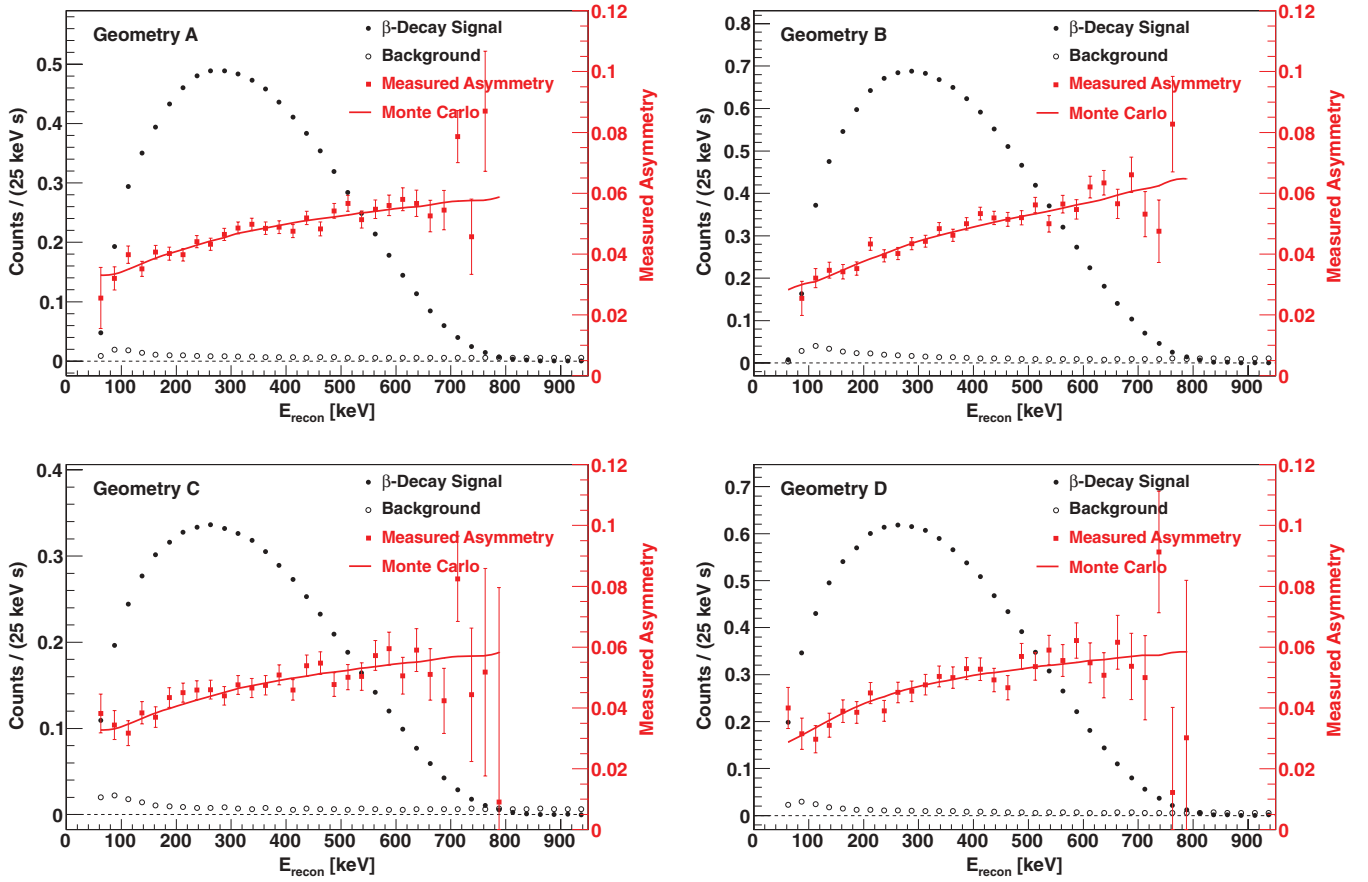 Geometry A
β-Decay Signal
Background
Measured Asymmetry
Monte Carlo
Counts / (25 keV s)
0.5
0.4
0.3
0.2
0.1
0
0.12
0.1
0.08
0.06
0.04
0.02
0
Measured Asymmetry
0 100 200 300 400 500 600 700 800 900
E_recon [keV]
Geometry B
β-Decay Signal
Background
Measured Asymmetry
Monte Carlo
Counts / (25 keV s)
0.8
0.7
0.6
0.5
0.4
0.3
0.2
0.1
0
0.12
0.1
0.08
0.06
0.04
0.02
0
Measured Asymmetry
0 100 200 300 400 500 600 700 800 900
E_recon [keV]
Geometry C
β-Decay Signal
Background
Measured Asymmetry
Monte Carlo
Counts / (25 keV s)
0.4
0.3
0.2
0.1
0
0.12
0.1
0.08
0.06
0.04
0.02
0
Measured Asymmetry
0 100 200 300 400 500 600 700 800 900
E_recon [keV]
Geometry D
β-Decay Signal
Background
Measured Asymmetry
Monte Carlo
Counts / (25 keV s)
0.7
0.6
0.5
0.4
0.3
0.2
0.1
0
0.12
0.1
0.08
0.06
0.04
0.02
0
Measured Asymmetry
0 100 200 300 400 500 600 700 800 900
E_recon [keV]